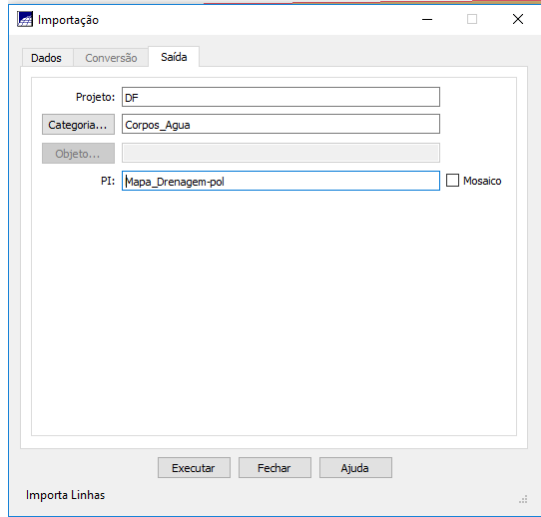 Importação
Dados Conversão Saída
Projeto: DF
Categoria... Corpos_Agua
Objeto...
PI: Mapa_Drenagem-pol Mosaico
Executar Fechar Ajuda
Importa Linhas